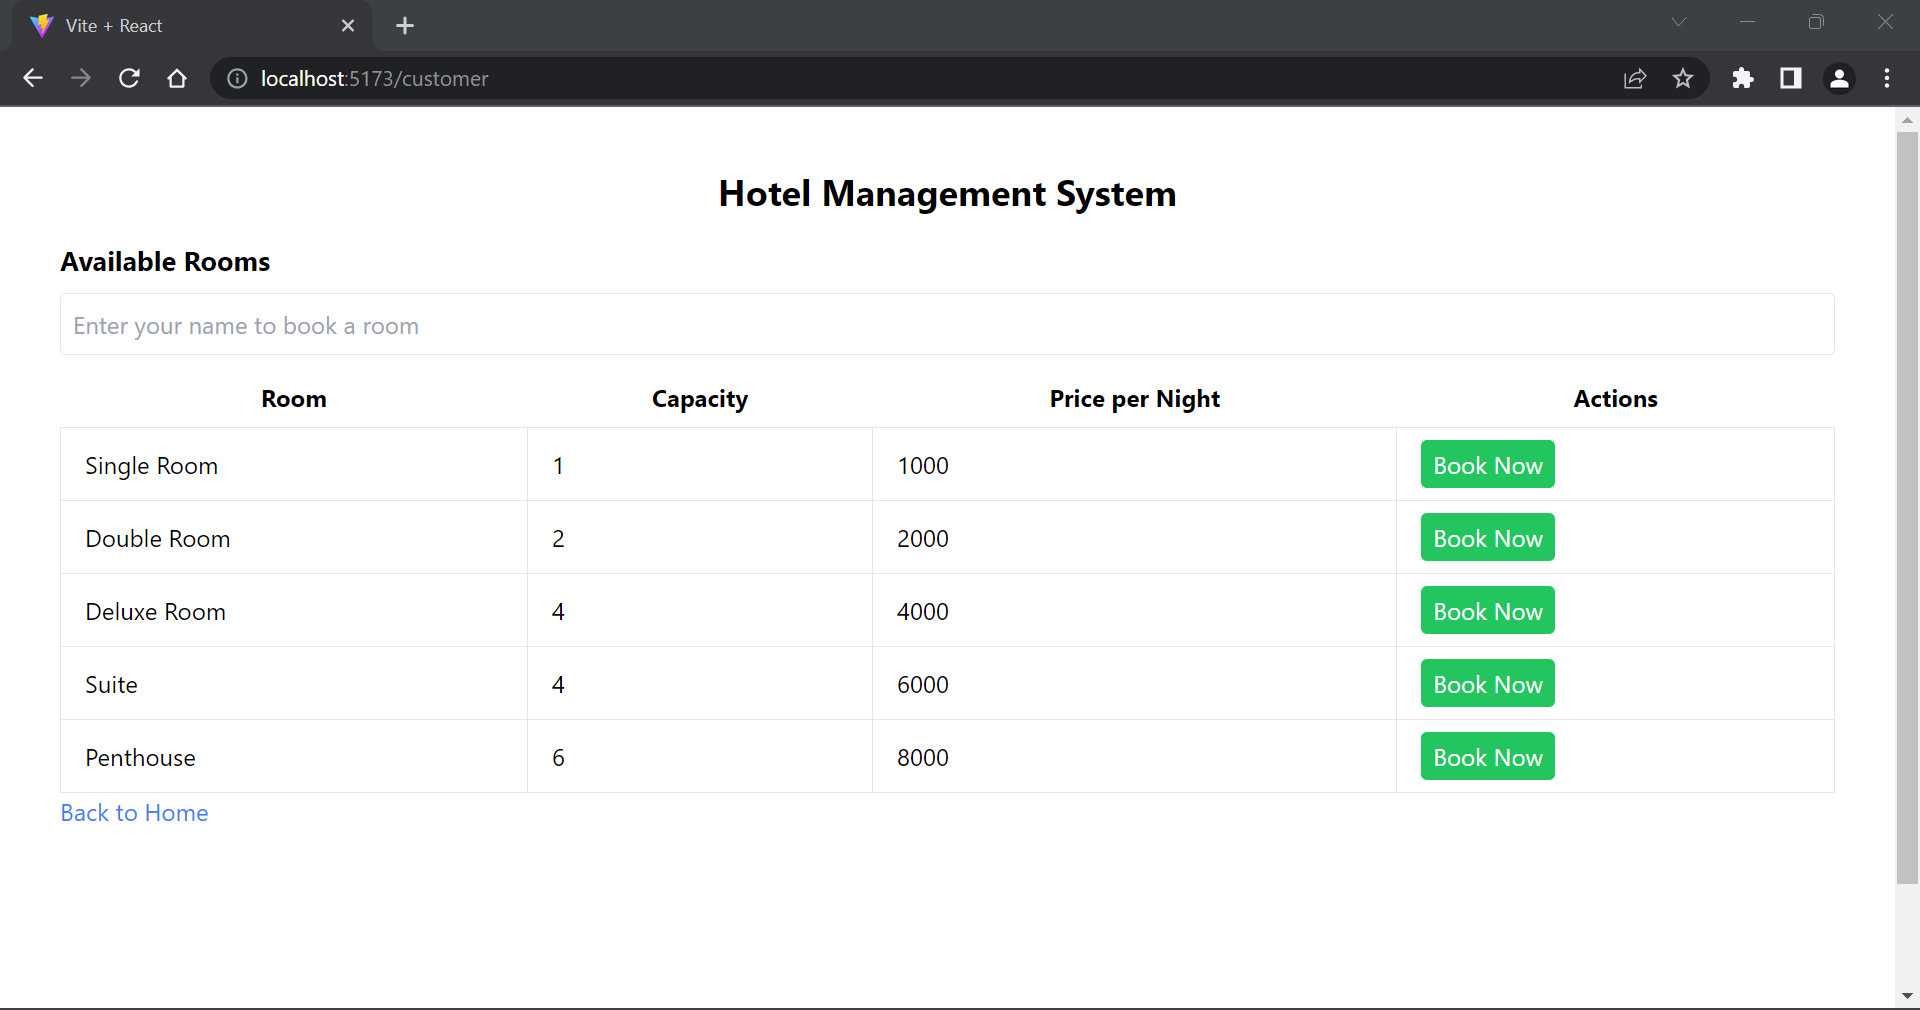 Vite + React
localhost:5173/customer
Hotel Management System
Available Rooms
Enter your name to book a room
Room Capacity Price per Night Actions
Single Room 1 1000 Book Now
Double Room 2 2000 Book Now
Deluxe Room 4 4000 Book Now
Suite 4 6000 Book Now
Penthouse 6 8000 Book Now
Back to Home